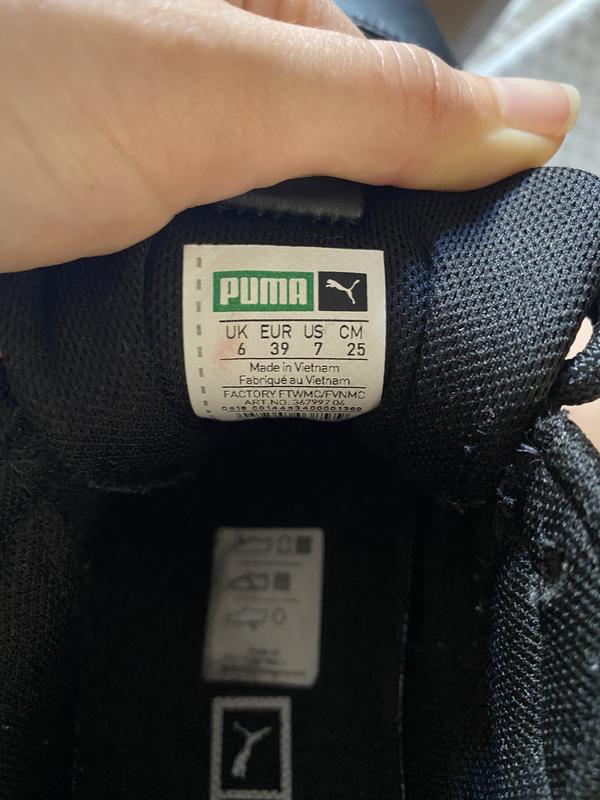 PUMA
UK EUR US CM
6 39 7 25
Made in Vietnam
Fabriqué au Vietnam
FACTORY FTWMC/FVNMC
ART.NO. 367997 04